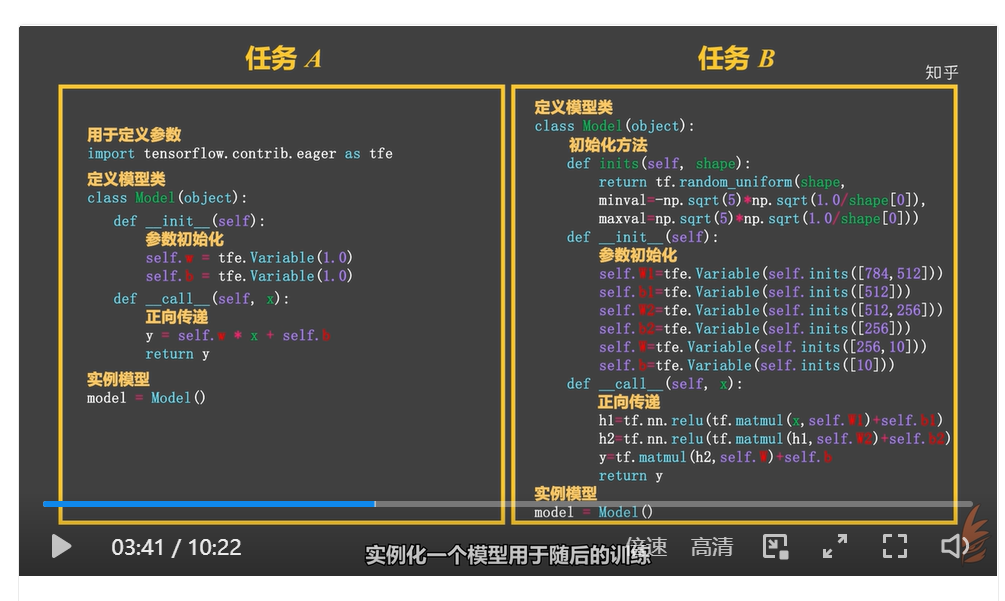 任务 A
任务 B
知乎
用于定义参数
import tensorflow.contrib.eager as tfe
定义模型类
class Model(object):
def __init__(self):
参数初始化
self.w = tfe.Variable(1.0)
self.b = tfe.Variable(1.0)
def __call__(self, x):
正向传递
y = self.w * x + self.b
return y
实例模型
model = Model()
定义模型类
class Model(object):
初始化方法
def inits(self, shape):
return tf.random_uniform(shape,
minval=-np.sqrt(5)*np.sqrt(1.0/shape[0]),
maxval=np.sqrt(5)*np.sqrt(1.0/shape[0]))
def __init__(self):
参数初始化
self.W1=tfe.Variable(self.inits([784,512]))
self.b1=tfe.Variable(self.inits([512]))
self.W2=tfe.Variable(self.inits([512,256]))
self.b2=tfe.Variable(self.inits([256]))
self.W=tfe.Variable(self.inits([256,10]))
self.b=tfe.Variable(self.inits([10]))
def __call__(self, x):
正向传递
h1=tf.nn.relu(tf.matmul(x,self.W1)+self.b1)
h2=tf.nn.relu(tf.matmul(h1,self.W2)+self.b2)
y=tf.matmul(h2,self.W)+self.b
return y
实例模型
model = Model()
03:41 / 10:22
实例化一个模型用于随后的训练
倍速
高清